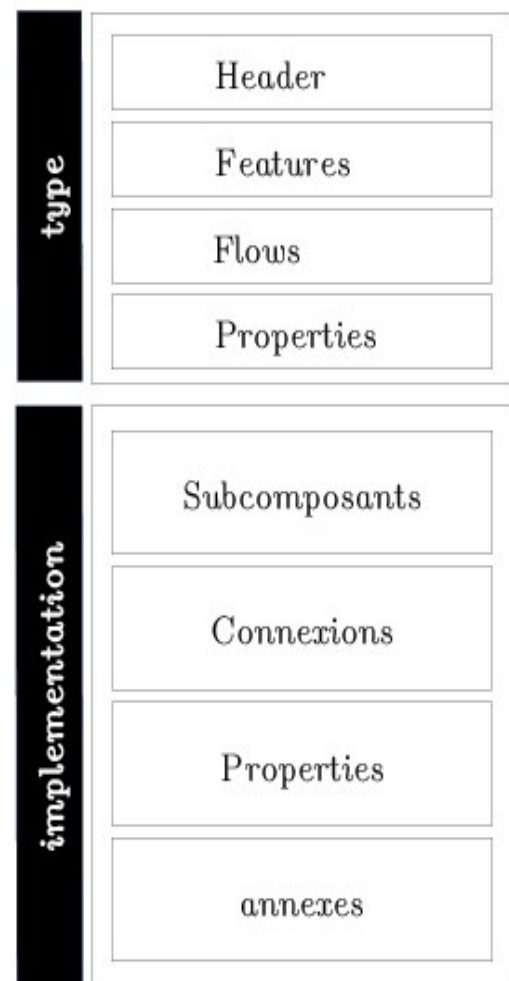 type
Header
Features
Flows
Properties
implementation
Subcomposants
Connexions
Properties
annexes